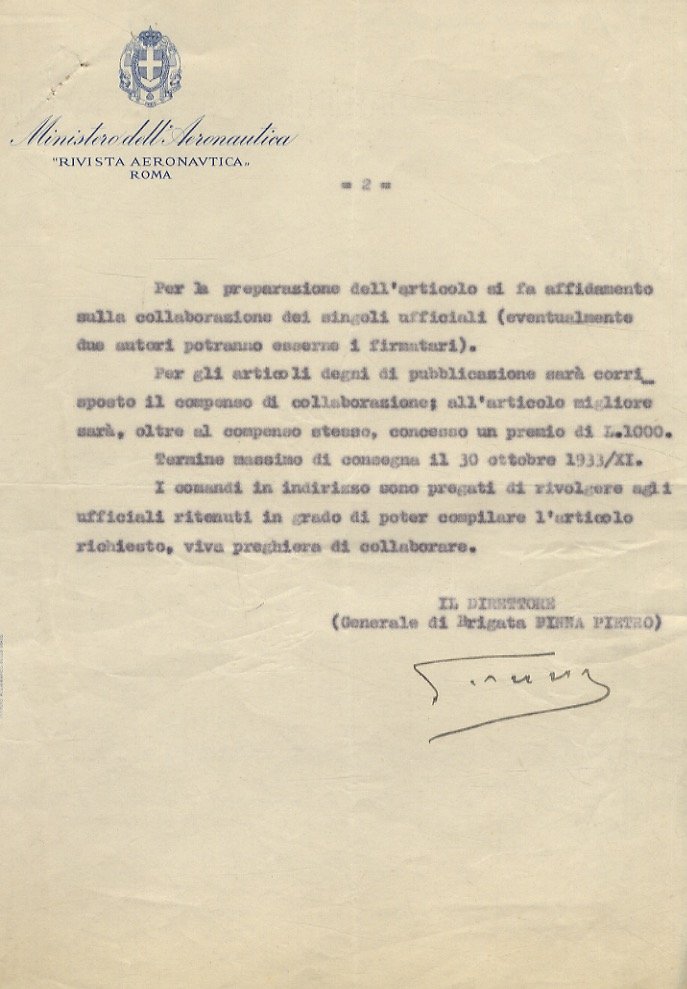 Ministero dell'Aeronautica
"RIVISTA AERONAVTICA„
ROMA
= 2 =
Per la preparazione dell'articolo si fa affidamento
sulla collaborazione dei singoli ufficiali (eventualmente
due autori potranno esserne i firmatari).
Per gli articoli degni di pubblicazione sarà corri_
sposto il compenso di collaborazione; all'articolo migliore
sarà, oltre al compenso stesso, concesso un premio di L.1000.
Termine massimo di consegna il 30 ottobre 1933/XI.
I comandi in indirizzo sono pregati di rivolgere agli
ufficiali ritenuti in grado di poter compilare l'articolo
richiesto, viva preghiera di collaborare.
IL DIRETTORE
(Generale di Brigata PINNA PIETRO)